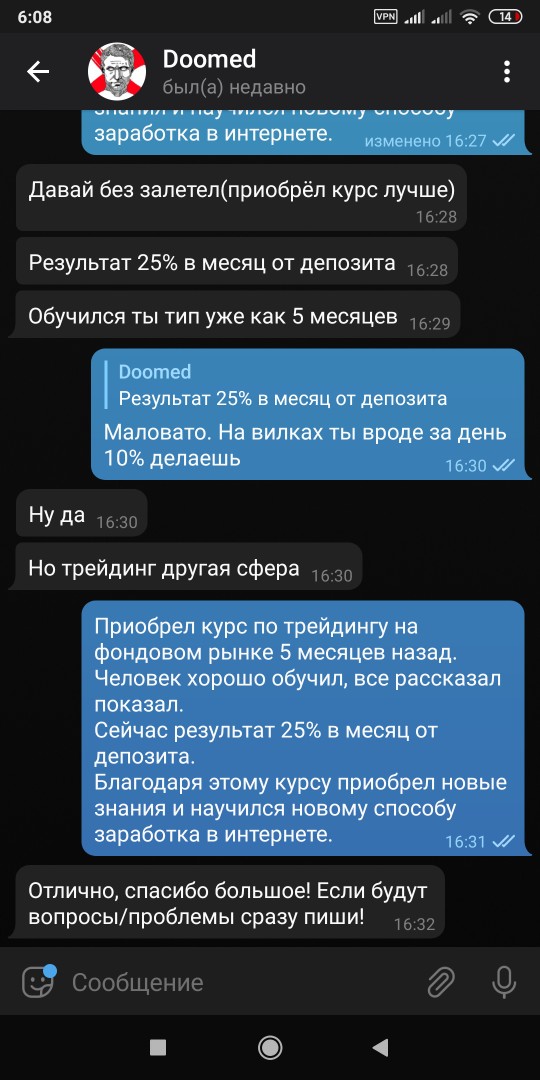 6:08
VPN
14
Doomed
был(а) недавно
знания и научился новому способу
заработка в интернете.
изменено 16:27
Давай без залетел(приобрёл курс лучше)
16:28
Результат 25% в месяц от депозита
16:28
Обучился ты тип уже как 5 месяцев
16:29
Doomed
Результат 25% в месяц от депозита
Маловато. На вилках ты вроде за день
10% делаешь
16:30
Ну да
16:30
Но трейдинг другая сфера
16:30
Приобрел курс по трейдингу на
фондовом рынке 5 месяцев назад.
Человек хорошо обучил, все рассказал
показал.
Сейчас результат 25% в месяц от
депозита.
Благодаря этому курсу приобрел новые
знания и научился новому способу
заработка в интернете.
16:31
Отлично, спасибо большое! Если будут
вопросы/проблемы сразу пиши!
16:32
Сообщение